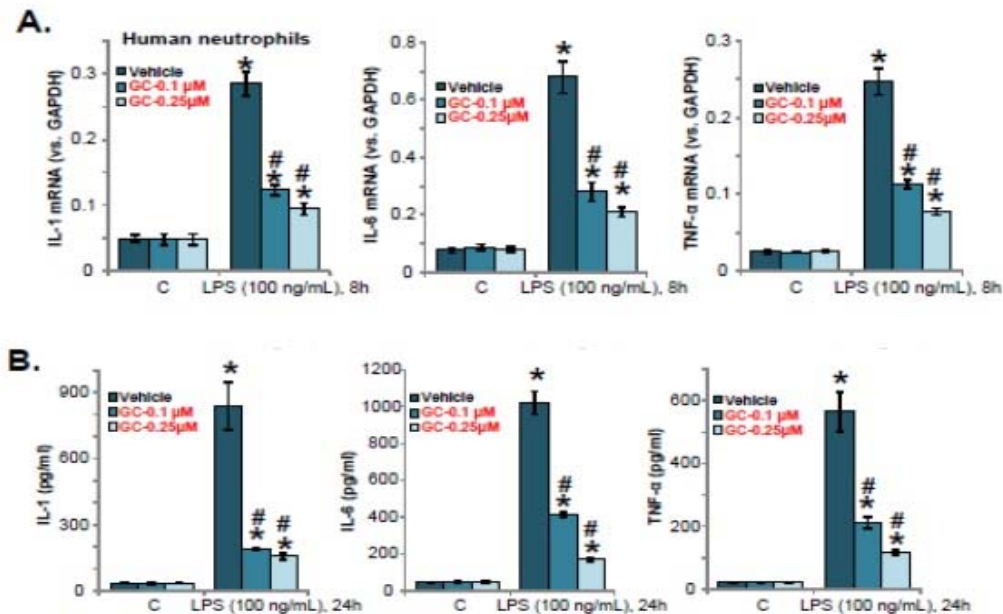 A.
Human neutrophils
IL-1 mRNA (vs. GAPDH)
0.3
0.2
0.1
0
Vehicle
GC-0.1 µM
GC-0.25µM
*
#
*
#
*
C LPS (100 ng/mL), 8h
IL-6 mRNA (vs. GAPDH)
0.8
0.6
0.4
0.2
0
Vehicle
GC-0.1 µM
GC-0.25µM
*
#
*
#
*
C LPS (100 ng/mL), 8h
TNF-α mRNA (vs. GAPDH)
0.3
0.2
0.1
0
Vehicle
GC-0.1 µM
GC-0.25µM
*
#
*
#
*
C LPS (100 ng/mL), 8h
B.
IL-1 (pg/ml)
900
900
300
0
Vehicle
GC-0.1 µM
GC-0.25µM
*
#
*
#
*
C LPS (100 ng/mL), 24h
IL-6 (pg/ml)
1200
1000
800
600
400
200
0
Vehicle
GC-0.1 µM
GC-0.25µM
*
#
*
#
*
C LPS (100 ng/mL), 24h
TNF-α (pg/ml)
600
400
200
0
Vehicle
GC-0.1 µM
GC-0.25µM
*
#
*
#
*
C LPS (100 ng/mL), 24h